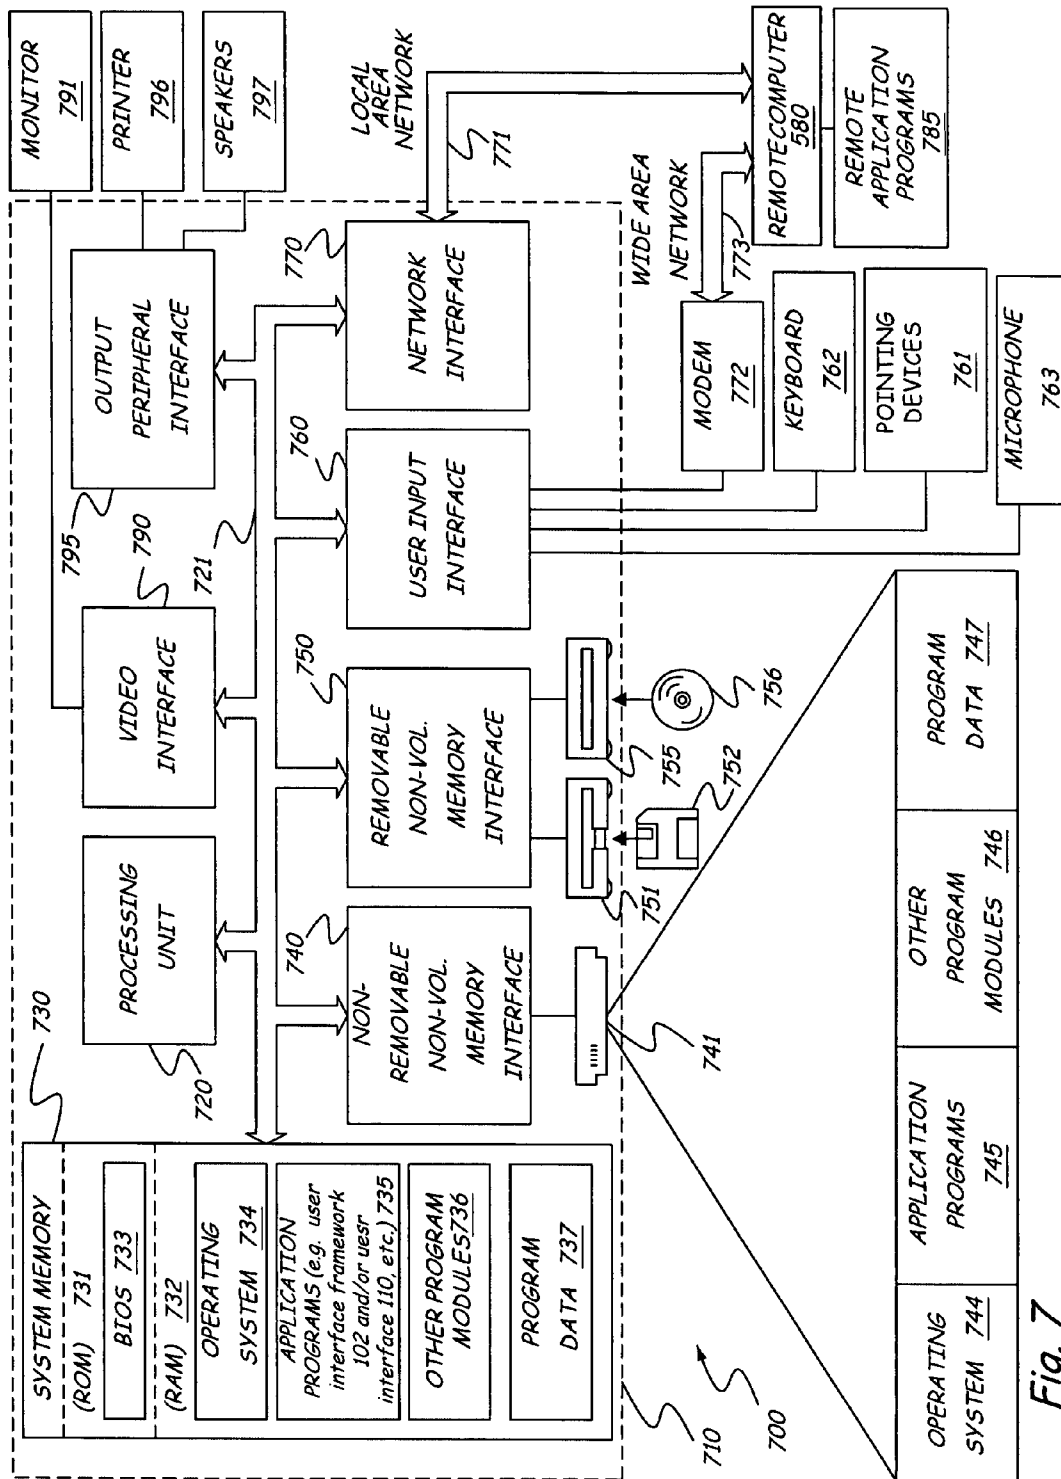 SYSTEM MEMORY
730
(ROM) 731
BIOS 733
(RAM) 732
OPERATING
SYSTEM 734
APPLICATION
PROGRAMS (e.g. user
interface framework
102 and/or uesr
interface 110, etc.) 735
OTHER PROGRAM
MODULES736
PROGRAM
DATA 737
PROCESSING
UNIT
720
VIDEO
INTERFACE
790
OUTPUT
PERIPHERAL
INTERFACE
795
721
MONITOR
791
PRINTER
796
SPEAKERS
797
NON-
REMOVABLE
NON-VOL.
MEMORY
INTERFACE
740
REMOVABLE
NON-VOL.
MEMORY
INTERFACE
750
USER INPUT
INTERFACE
760
NETWORK
INTERFACE
770
LOCAL
AREA
NETWORK
771
741
751
752
755
756
WIDE AREA
NETWORK
773
MODEM
772
KEYBOARD
762
POINTING
DEVICES
761
MICROPHONE
763
REMOTECOMPUTER
580
REMOTE
APPLICATION
PROGRAMS
785
710
700
OPERATING
SYSTEM 744
APPLICATION
PROGRAMS
745
OTHER
PROGRAM
MODULES 746
PROGRAM
DATA 747
Fig. 7